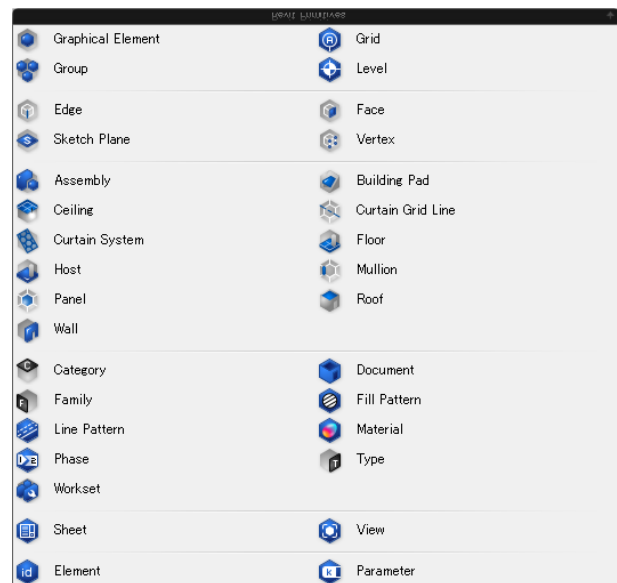 Revit Primitives
Graphical Element
Grid
Group
Level
Edge
Face
Sketch Plane
Vertex
Assembly
Building Pad
Ceiling
Curtain Grid Line
Curtain System
Floor
Host
Mullion
Panel
Roof
Wall
Category
Document
Family
Fill Pattern
Line Pattern
Material
Phase
Type
Workset
Sheet
View
Element
Parameter